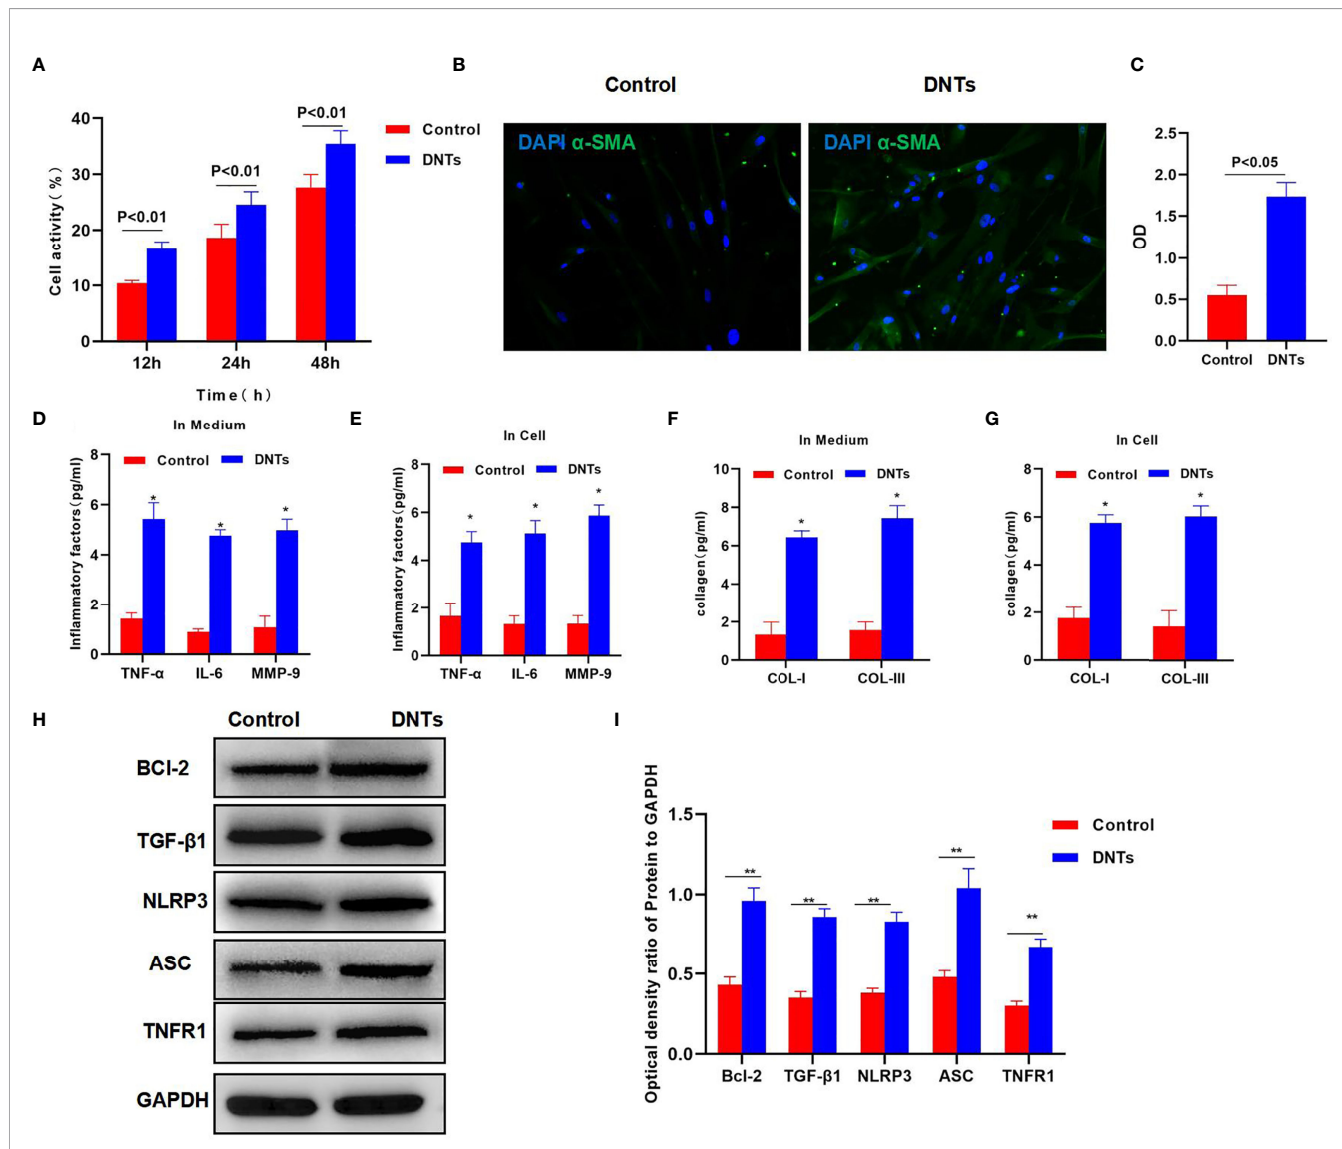 A
P<0.01
P<0.01
P<0.01
Control
DNTs
Cell activity( %)
40
30
20
10
0
12h 24h 48h
Time( h)
B
Control DNTs
DAPI α-SMA
DAPI α-SMA
C
P<0.05
OD
2.5
2.0
1.5
1.0
0.5
0.0
Control DNTs
D
In Medium
Control DNTs
Inflammatory factors(pg/ml)
8
6
4
2
0
* * *
TNF-α IL-6 MMP-9
E
In Cell
Control DNTs
Inflammatory factors(pg/ml)
8
6
4
2
0
* * *
TNF-α IL-6 MMP-9
F
In Medium
Control DNTs
collagen(pg/ml)
10
8
6
4
2
0
* *
COL-I COL-III
G
In Cell
Control DNTs
collagen(pg/ml)
8
6
4
2
0
* *
COL-I COL-III
H
Control DNTs
BCl-2
TGF-β1
NLRP3
ASC
TNFR1
GAPDH
I
Optical density ratio of Protein to GAPDH
1.5
1.0
0.5
0.0
** ** ** ** **
Control
DNTs
Bcl-2 TGF-β1 NLRP3 ASC TNFR1